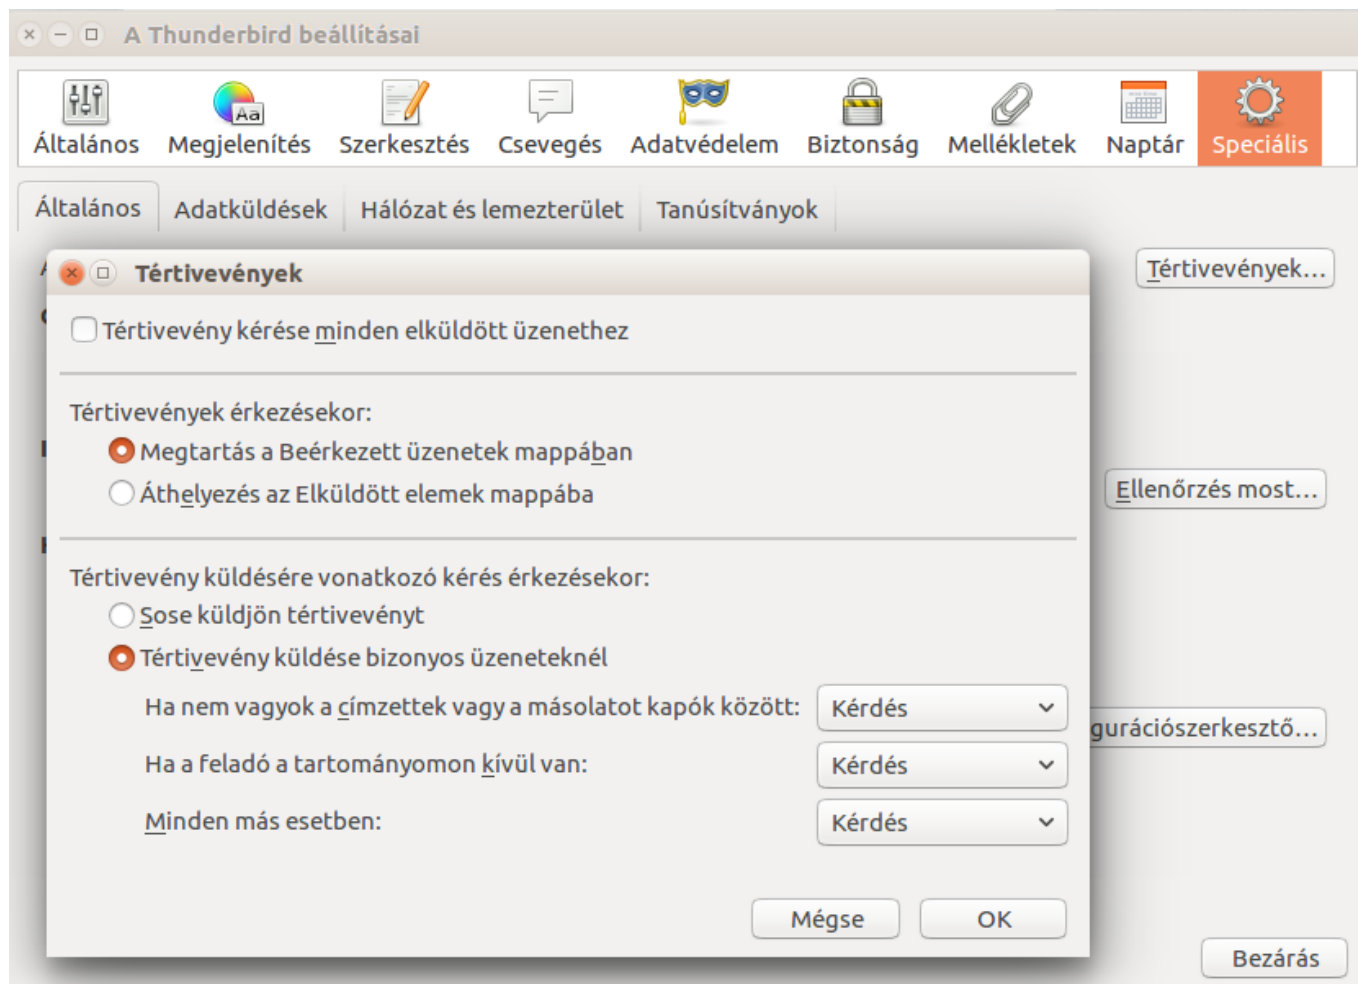 A Thunderbird beállításai
Általános Megjelenítés Szerkesztés Csevegés Adatvédelem Biztonság Mellékletek Naptár Speciális
Általános Adatküldések Hálózat és lemezterület Tanúsítványok
Tértivevények...
Tértivevények
Tértivevény kérése minden elküldött üzenethez
Tértivevények érkezésekor:
Megtartás a Beérkezett üzenetek mappában
Áthelyezés az Elküldött elemek mappába
Ellenőrzés most...
Tértivevény küldésére vonatkozó kérés érkezésekor:
Sose küldjön tértivevényt
Tértivevény küldése bizonyos üzeneteknél
Ha nem vagyok a címzettek vagy a másolatot kapók között: Kérdés
gurációszerkesztő...
Ha a feladó a tartományomon kívül van: Kérdés
Minden más esetben: Kérdés
Mégse OK
Bezárás